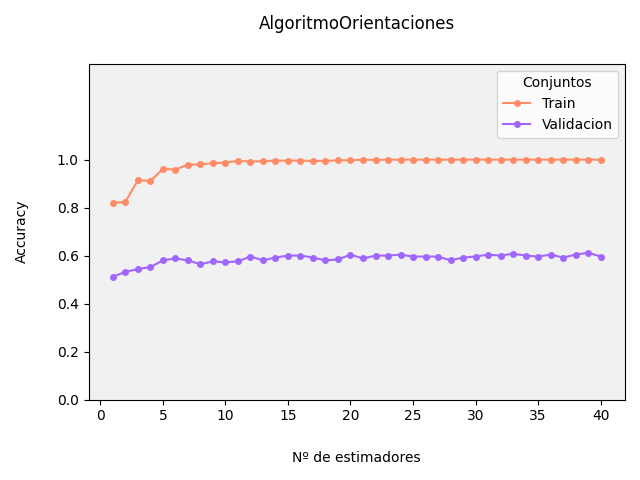 AlgoritmoOrientaciones
Conjuntos
Train
Validacion
1.0
0.8
0.6
0.4
0.2
0.0
Accuracy
0 5 10 15 20 25 30 35 40
Nº de estimadores